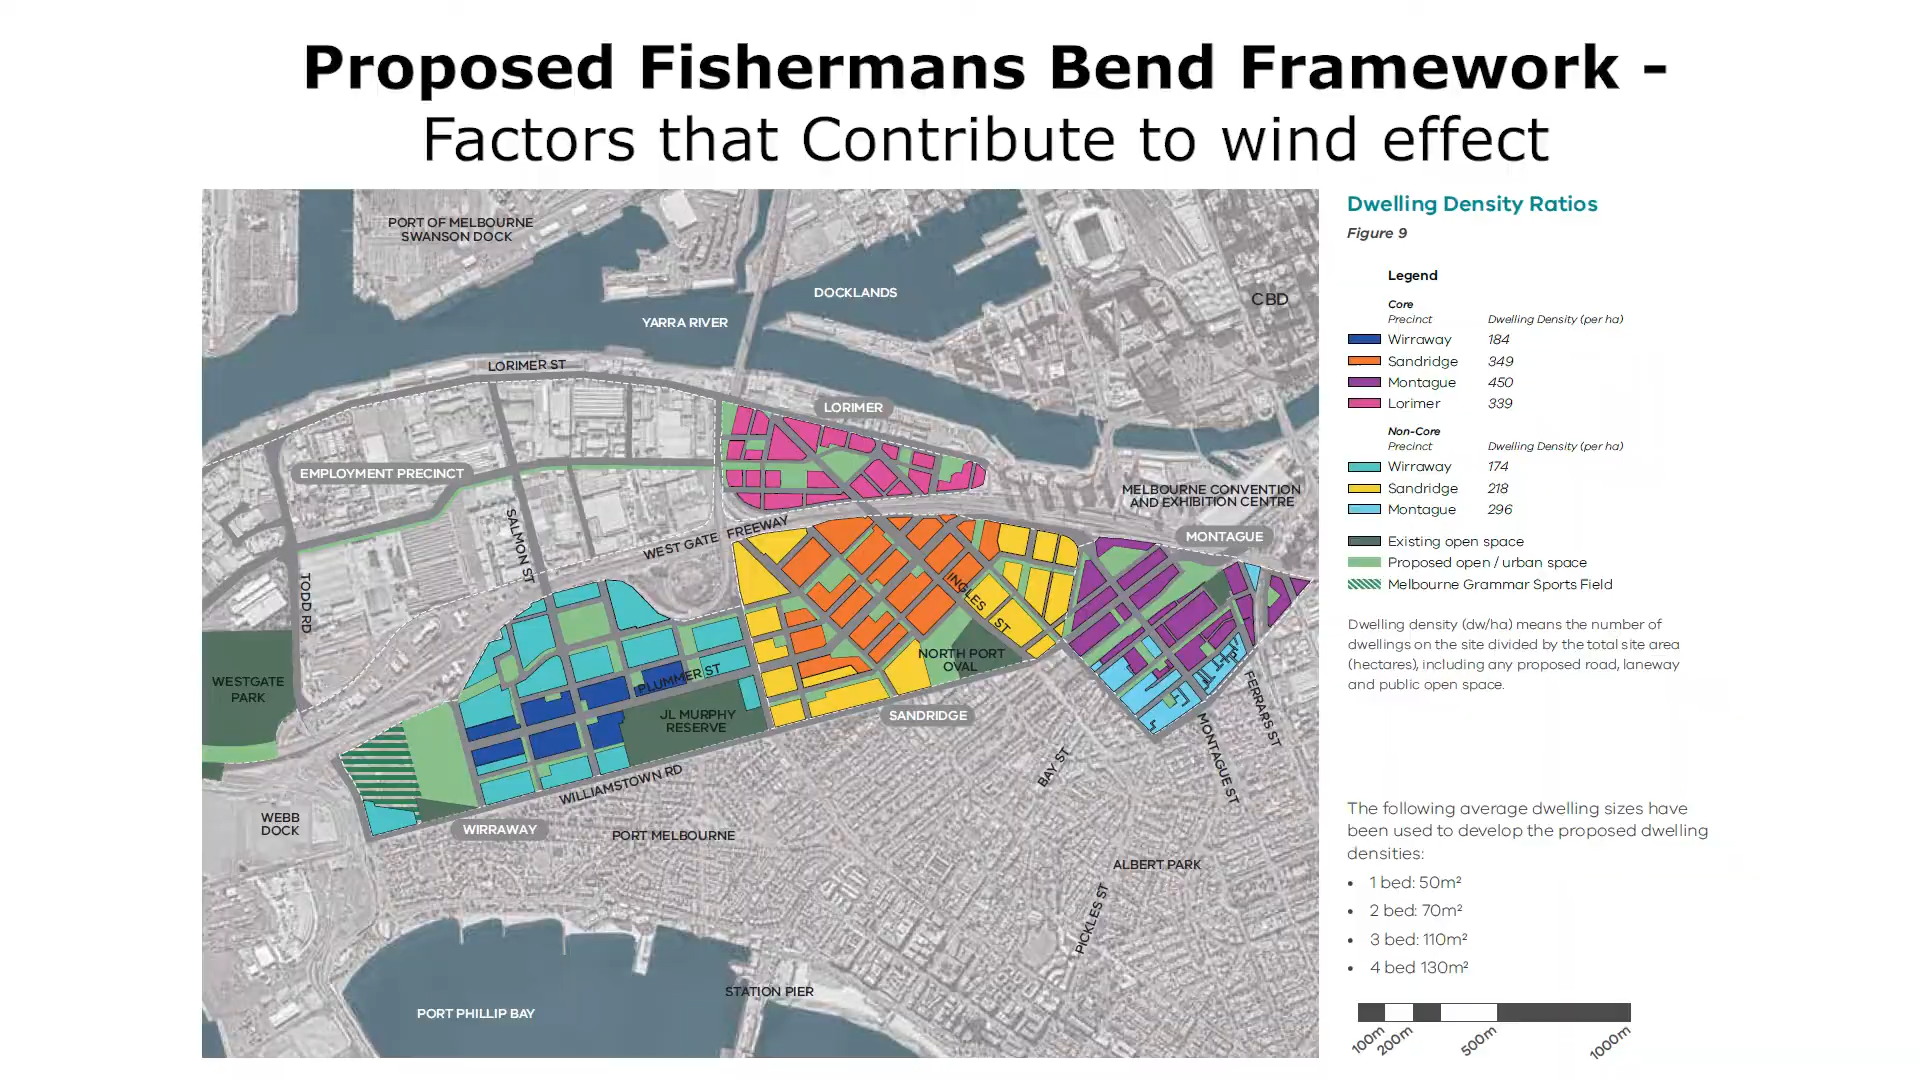 Proposed Fishermans Bend Framework -
Factors that Contribute to wind effect
PORT OF MELBOURNE
SWANSON DOCK
DOCKLANDS
CBD
YARRA RIVER
LORIMER ST
LORIMER
EMPLOYMENT PRECINCT
MELBOURNE CONVENTION
AND EXHIBITION CENTRE
SALMON ST
WEST GATE FREEWAY
MONTAGUE
TODD RD
INGLES ST
NORTH PORT
OVAL
WESTGATE
PARK
PLUMMER ST
FERRARS ST
JL MURPHY
RESERVE
SANDRIDGE
MONTAGUE ST
BAY ST
WILLIAMSTOWN RD
WEBB
DOCK
WIRRAWAY
PORT MELBOURNE
ALBERT PARK
PICKLES ST
STATION PIER
PORT PHILLIP BAY
Dwelling Density Ratios
Figure 9
Legend
Core
Precinct Dwelling Density (per ha)
Wirraway 184
Sandridge 349
Montague 450
Lorimer 339
Non-Core
Precinct Dwelling Density (per ha)
Wirraway 174
Sandridge 218
Montague 296
Existing open space
Proposed open / urban space
Melbourne Grammar Sports Field
Dwelling density (dw/ha) means the number of
dwellings on the site divided by the total site area
(hectares), including any proposed road, laneway
and public open space.
The following average dwelling sizes have
been used to develop the proposed dwelling
densities:
• 1 bed: 50m²
• 2 bed: 70m²
• 3 bed: 110m²
• 4 bed 130m²
100m 200m 500m 1000m